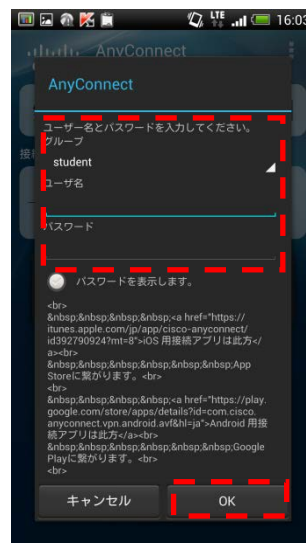 LTE
16:03
AnyConnect
AnyConnect
ユーザー名とパスワードを入力してください。
グループ
接
student
ユーザ名
パスワード
パスワードを表示します。
<br>
&nbsp;&nbsp;&nbsp;&nbsp;<a href="https://
itunes.apple.com/jp/app/cisco-anyconnect/
id392790924?mt=8">iOS 用接続アプリは此方</
a><br>
&nbsp;&nbsp;&nbsp;&nbsp;&nbsp;App
Storeに繋がります。<br>
<br>
&nbsp;&nbsp;&nbsp;&nbsp;<a href="https://play.
google.com/store/apps/details?id=com.cisco.
anyconnect.vpn.android.avf&hl=ja">Android 用接
続アプリは此方</a><br>
&nbsp;&nbsp;&nbsp;&nbsp;&nbsp;Google
Playに繋がります。<br>
<br>
キャンセル
OK